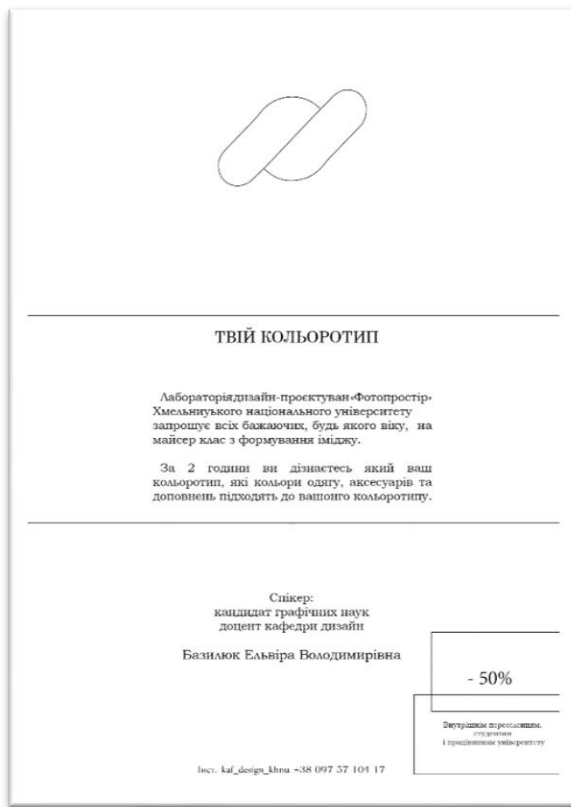 ТВІЙ КОЛЬОРОТИП
Лабораторіядизайн-проєктуван«Фотопростір»
Хмельниуького національного університету
запрошує всіх бажаючих, будь якого віку, на
майсер клас з формування іміджу.
За 2 години ви дізнаєтесь який ваш
кольоротип, які кольори одягу, аксесуарів та
доповнень підходять до вашонго кольоротипу.
Спікер:
кандидат графічних наук
доцент кафедри дизайн
Базилюк Ельвіра Володимирівна
- 50%
Внутрішнім переселенцям,
студентам
і працівникам університету
Інст. kaf_design_khnu +38 097 57 104 17